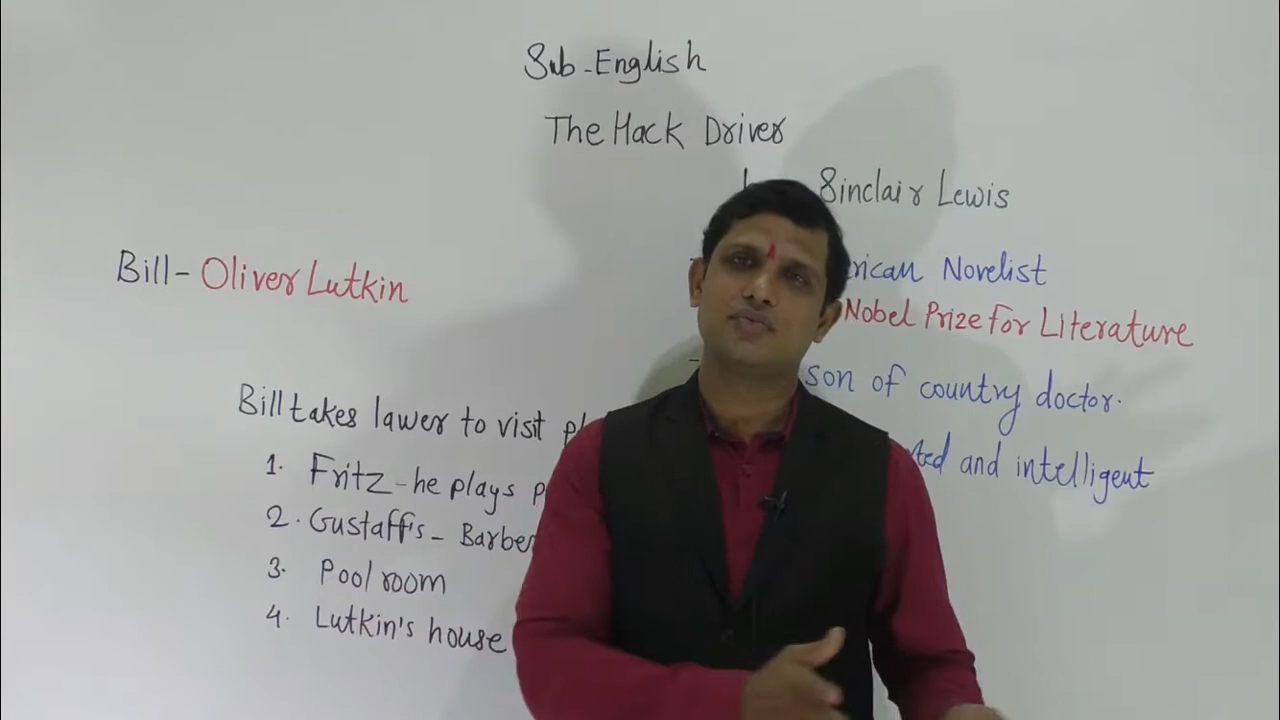 Sub - English
The Hack Driver
Sinclair Lewis
Bill - Oliver Lutkin
Novelist
Nobel Prize For Literature
son of country doctor.
Bill takes lawer to visit
and intelligent
1. Fritz - he plays
2. Gustaff's - Barber
3. Pool room
4. Lutkin's house